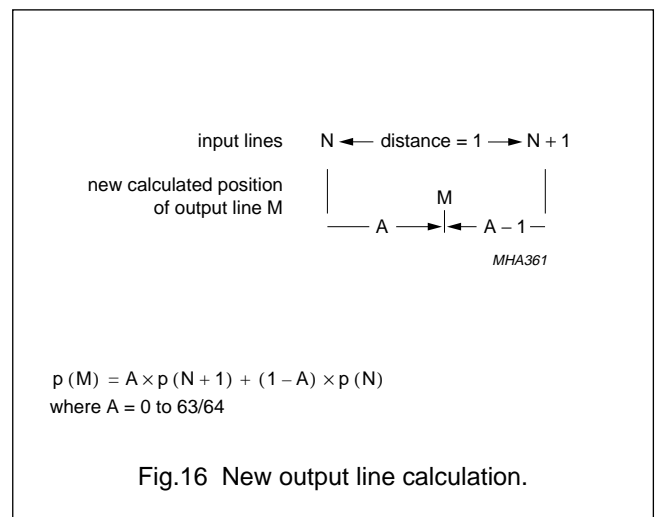 input lines N distance = 1 N + 1
new calculated position
of output line M
M
A A – 1
MHA361
p (M) = A × p (N + 1) + (1 – A) × p (N)
where A = 0 to 63/64
Fig.16 New output line calculation.